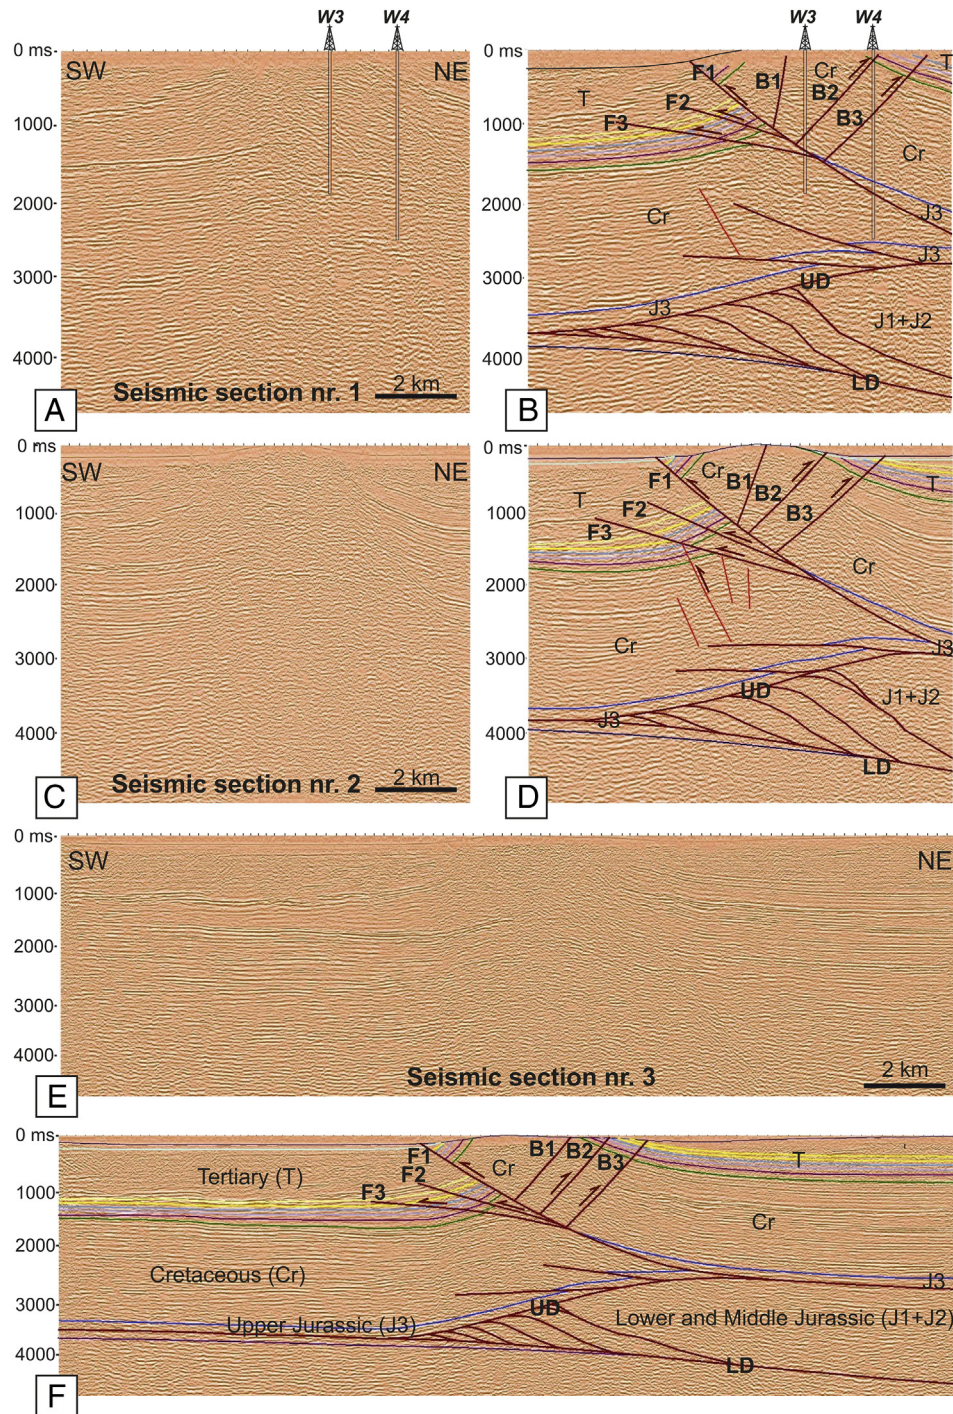 W3 W4
0 ms
SW NE
1000
2000
3000
4000
A
Seismic section nr. 1
2 km
W3 W4
0 ms
T
F1
B1
Cr
B2
T
F2
F3
B3
1000
Cr
2000
Cr
J3
J3
3000
UD
J3
J1+J2
4000
LD
B
0 ms
SW NE
1000
2000
3000
4000
C
Seismic section nr. 2
2 km
0 ms
F1
Cr
B1
B2
T
T
F2
B3
1000
F3
Cr
2000
Cr
J3
3000
UD
J1+J2
J3
4000
LD
D
0 ms
SW NE
1000
2000
3000
4000
E
Seismic section nr. 3
2 km
0 ms
F1
B1
B2
B3
T
Cr
Tertiary (T)
F2
F3
1000
Cr
2000
Cretaceous (Cr)
J3
3000
UD
Upper Jurassic (J3)
Lower and Middle Jurassic (J1+J2)
4000
LD
F